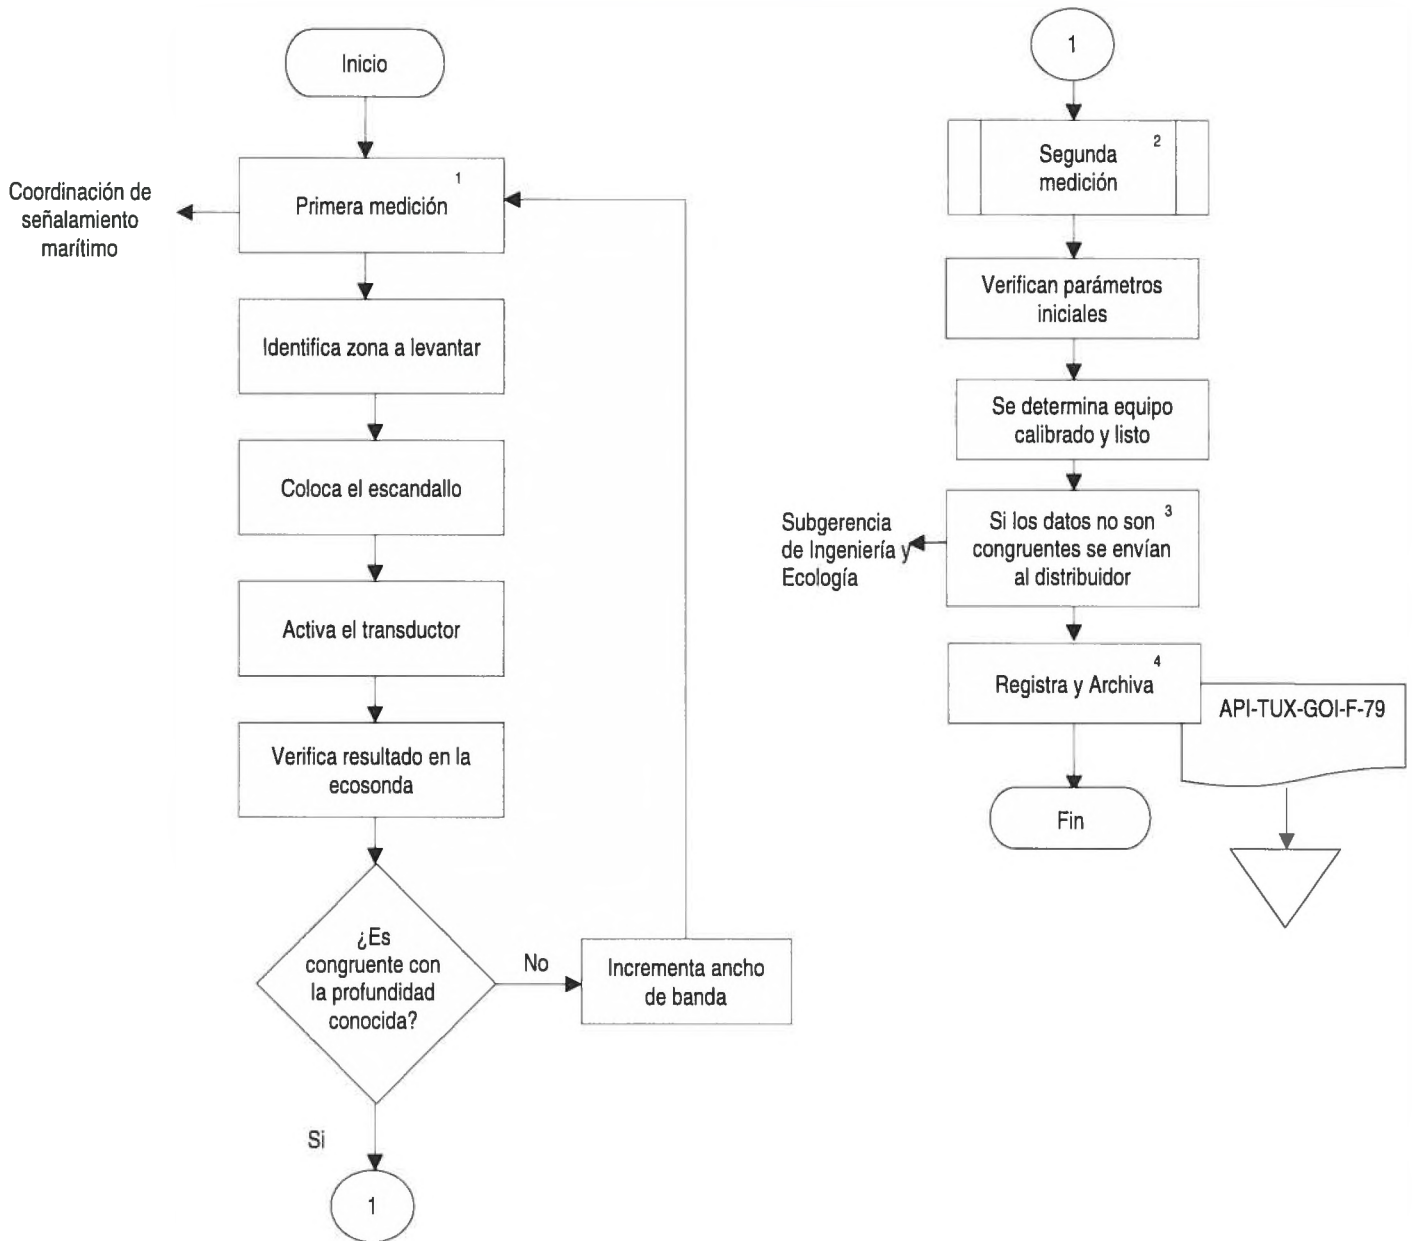 Inicio
1
Primera medición
Coordinación de
señalamiento
marítimo
Identifica zona a levantar
Coloca el escandallo
Activa el transductor
Verifica resultado en la
ecosonda
¿Es
congruente con
la profundidad
conocida?
No
Incrementa ancho
de banda
Si
1
1
2
Segunda
medición
Verifican parámetros
iniciales
Se determina equipo
calibrado y listo
3
Si los datos no son
congruentes se envían
al distribuidor
Subgerencia
de Ingeniería y
Ecología
4
Registra y Archiva
API-TUX-GOI-F-79
Fin